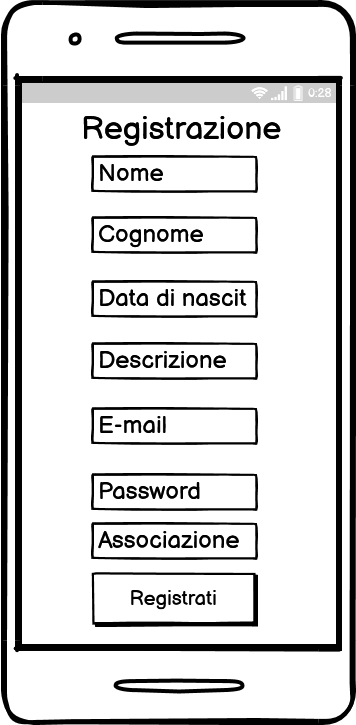 0:28
Registrazione
Nome
Cognome
Data di nascit
Descrizione
E-mail
Password
Associazione
Registrati